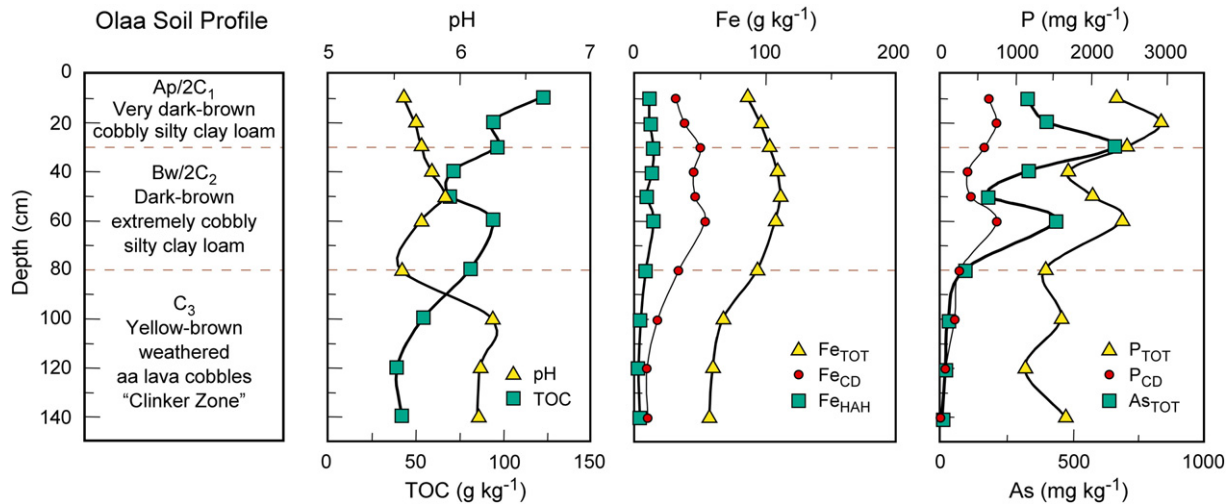 Olaa Soil Profile
pH
Fe (g kg⁻¹)
P (mg kg⁻¹)
5 6 7
0 100 200
0 1000 2000 3000
Depth (cm)
0
20
40
60
80
100
120
140
Ap/2C₁
Very dark-brown
cobbly silty clay loam
Bw/2C₂
Dark-brown
extremely cobbly
silty clay loam
C₃
Yellow-brown
weathered
aa lava cobbles
“Clinker Zone”
pH
TOC
Fe_TOT
Fe_CD
Fe_HAH
P_TOT
P_CD
As_TOT
0 50 100 150
TOC (g kg⁻¹)
0 100 200
0 500 1000
As (mg kg⁻¹)